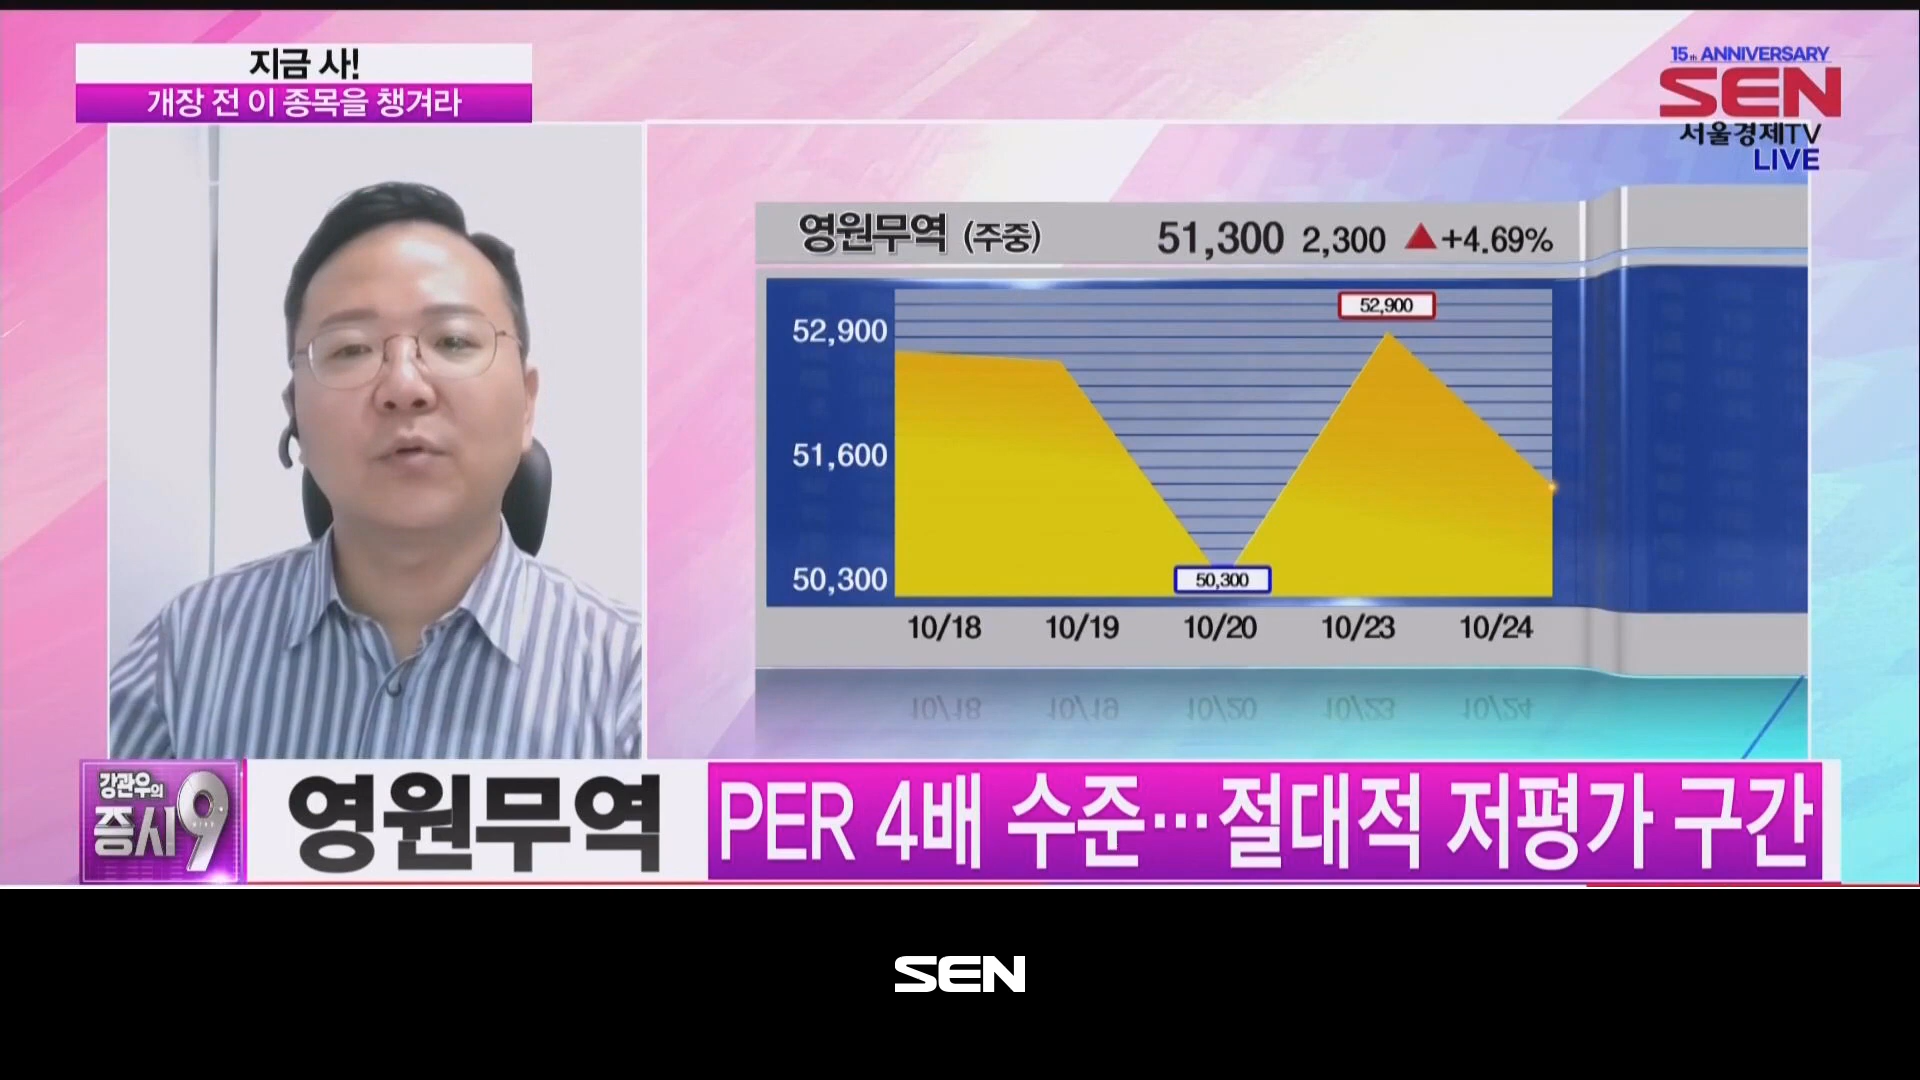 지금 사!
개장 전 이 종목을 챙겨라
15th ANNIVERSARY
SEN
서울경제TV
LIVE
영원무역 (주중) 51,300 2,300 ▲+4.69%
52,900
52,900
51,600
50,300
50,300
10/18 10/19 10/20 10/23 10/24
강관우의
증시9
영원무역 PER 4배 수준…절대적 저평가 구간
SEN